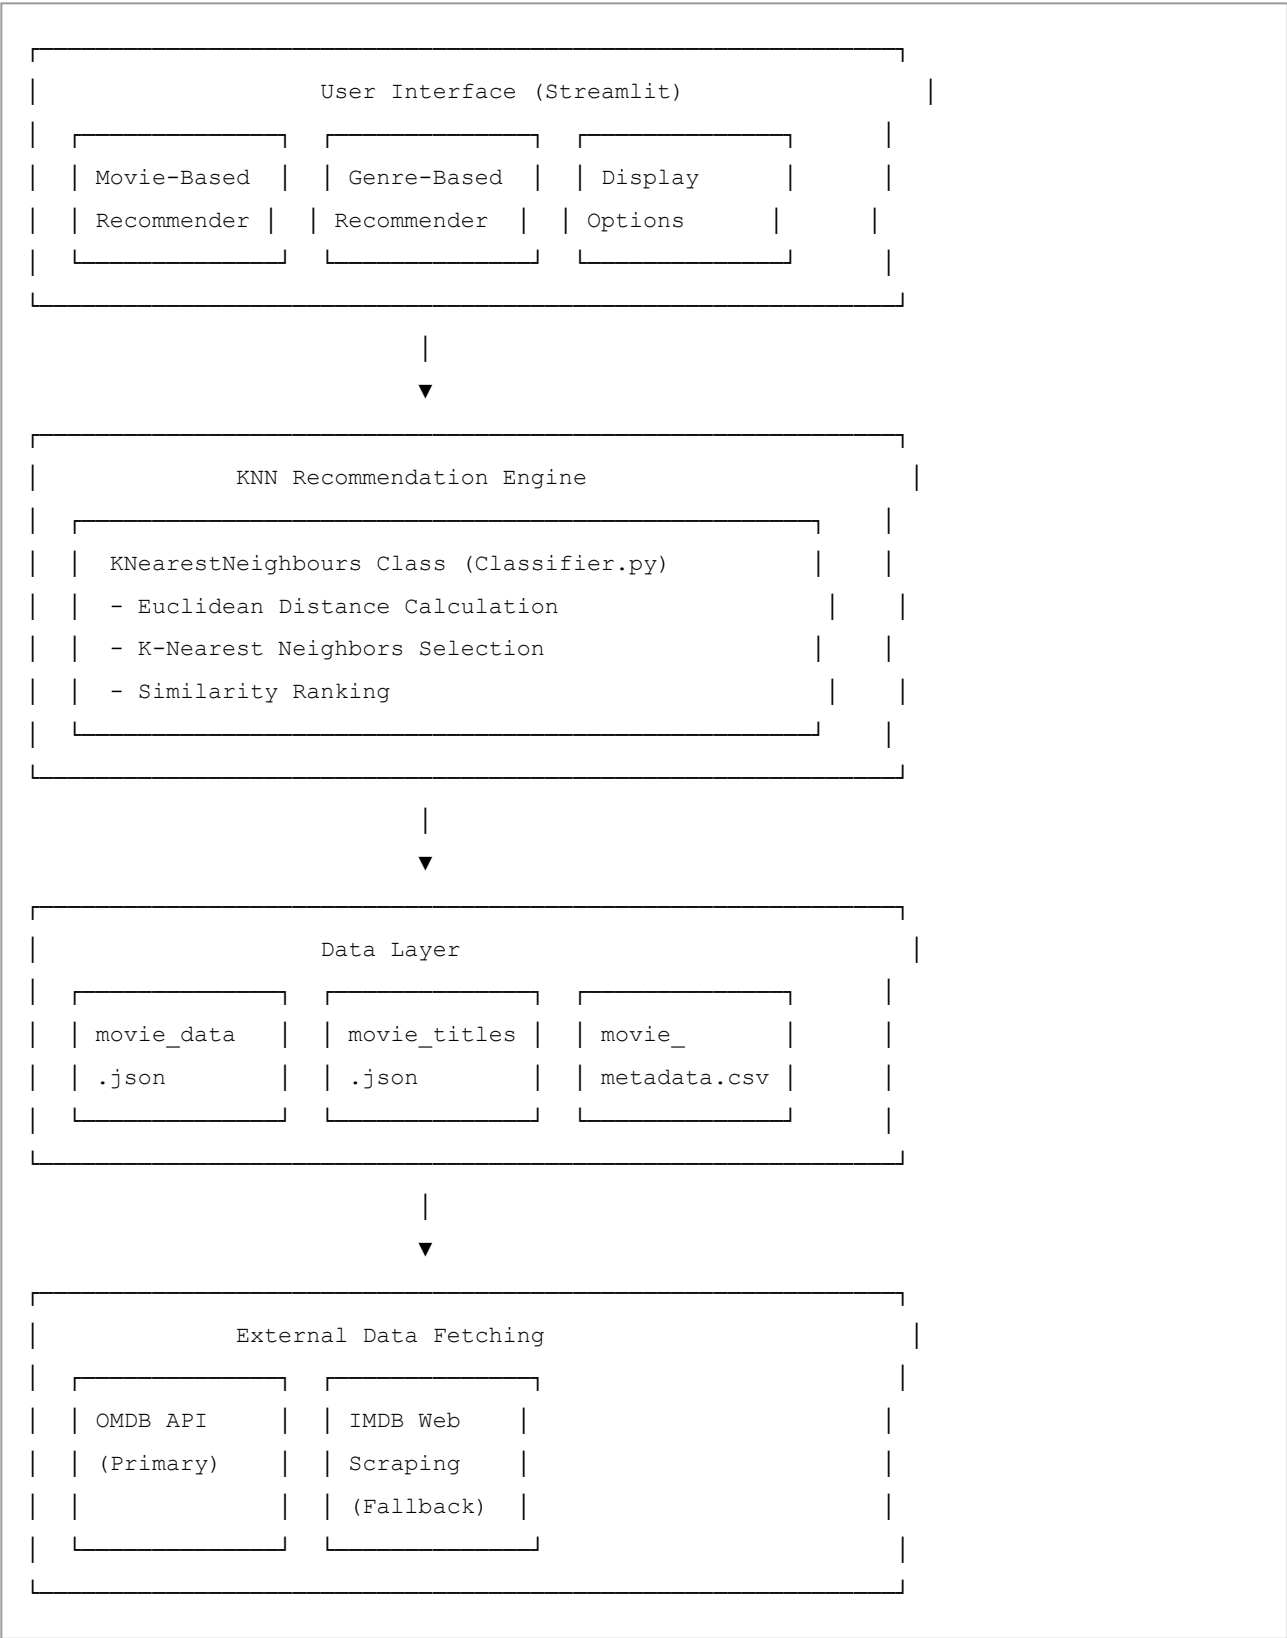 User Interface (Streamlit)
Movie-Based Genre-Based Display
Recommender Recommender Options
▼
KNN Recommendation Engine
KNearestNeighbours Class (Classifier.py)
- Euclidean Distance Calculation
- K-Nearest Neighbors Selection
- Similarity Ranking
▼
Data Layer
movie_data movie_titles movie_
.json .json metadata.csv
▼
External Data Fetching
OMDB API IMDB Web
(Primary) Scraping
(Fallback)